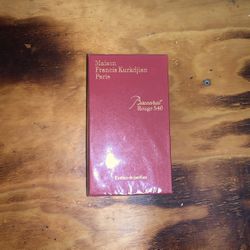 Maison
Francis Kurkdjian
Paris
Baccarat
Rouge 540
Extrait de parfum